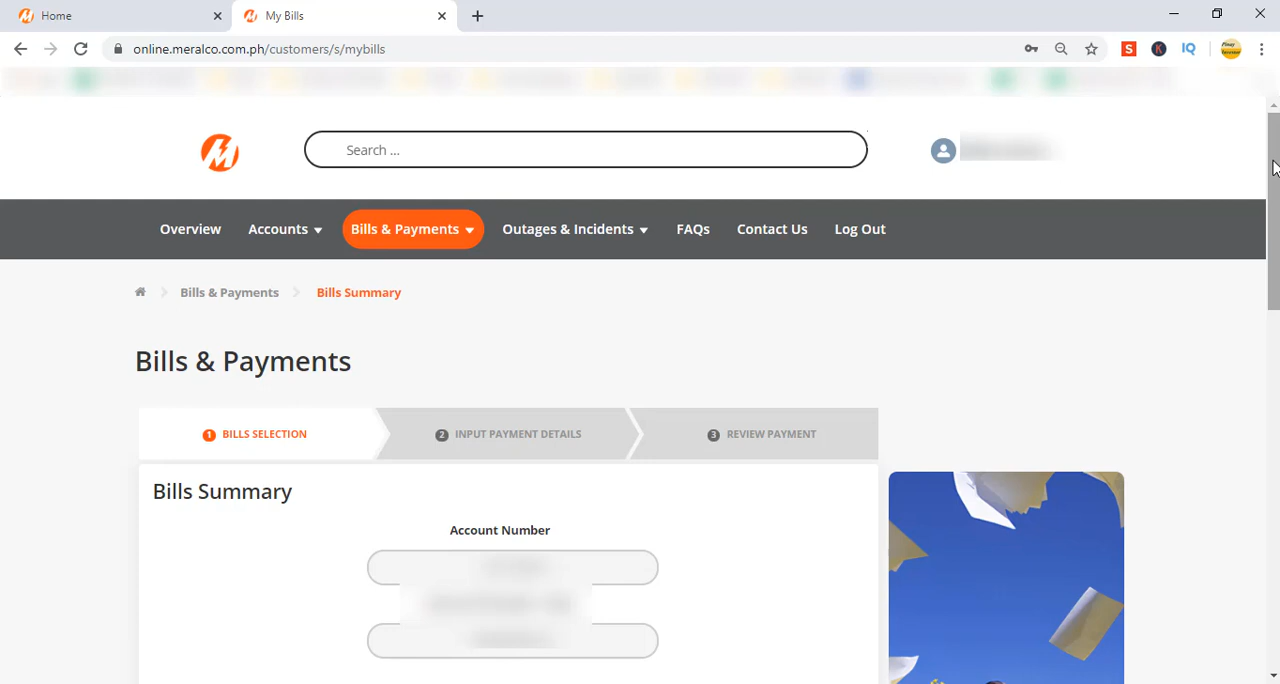 Home
My Bills
online.meralco.com.ph/customers/s/mybills
S
K
IQ
Search ...
Overview
Accounts
Bills & Payments
Outages & Incidents
FAQs
Contact Us
Log Out
Bills & Payments
Bills Summary
Bills & Payments
1 BILLS SELECTION
2 INPUT PAYMENT DETAILS
3 REVIEW PAYMENT
Bills Summary
Account Number